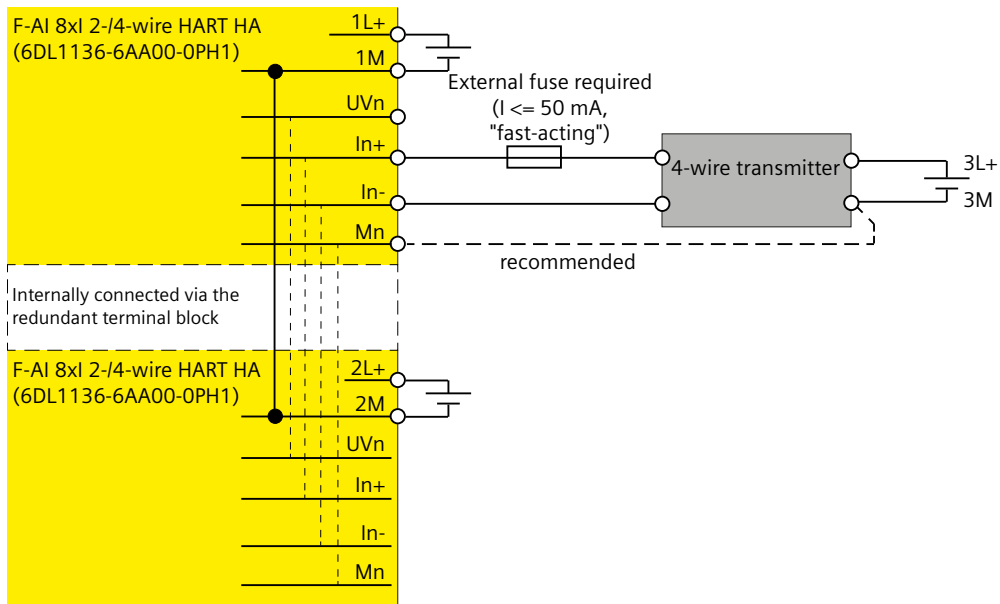 F-AI 8xI 2-/4-wire HART HA
(6DL1136-6AA00-0PH1)
1L+
1M
UVn
In+
In-
Mn
External fuse required
(I <= 50 mA,
"fast-acting")
4-wire transmitter
3L+
3M
recommended
Internally connected via the
redundant terminal block
F-AI 8xI 2-/4-wire HART HA
(6DL1136-6AA00-0PH1)
2L+
2M
UVn
In+
In-
Mn